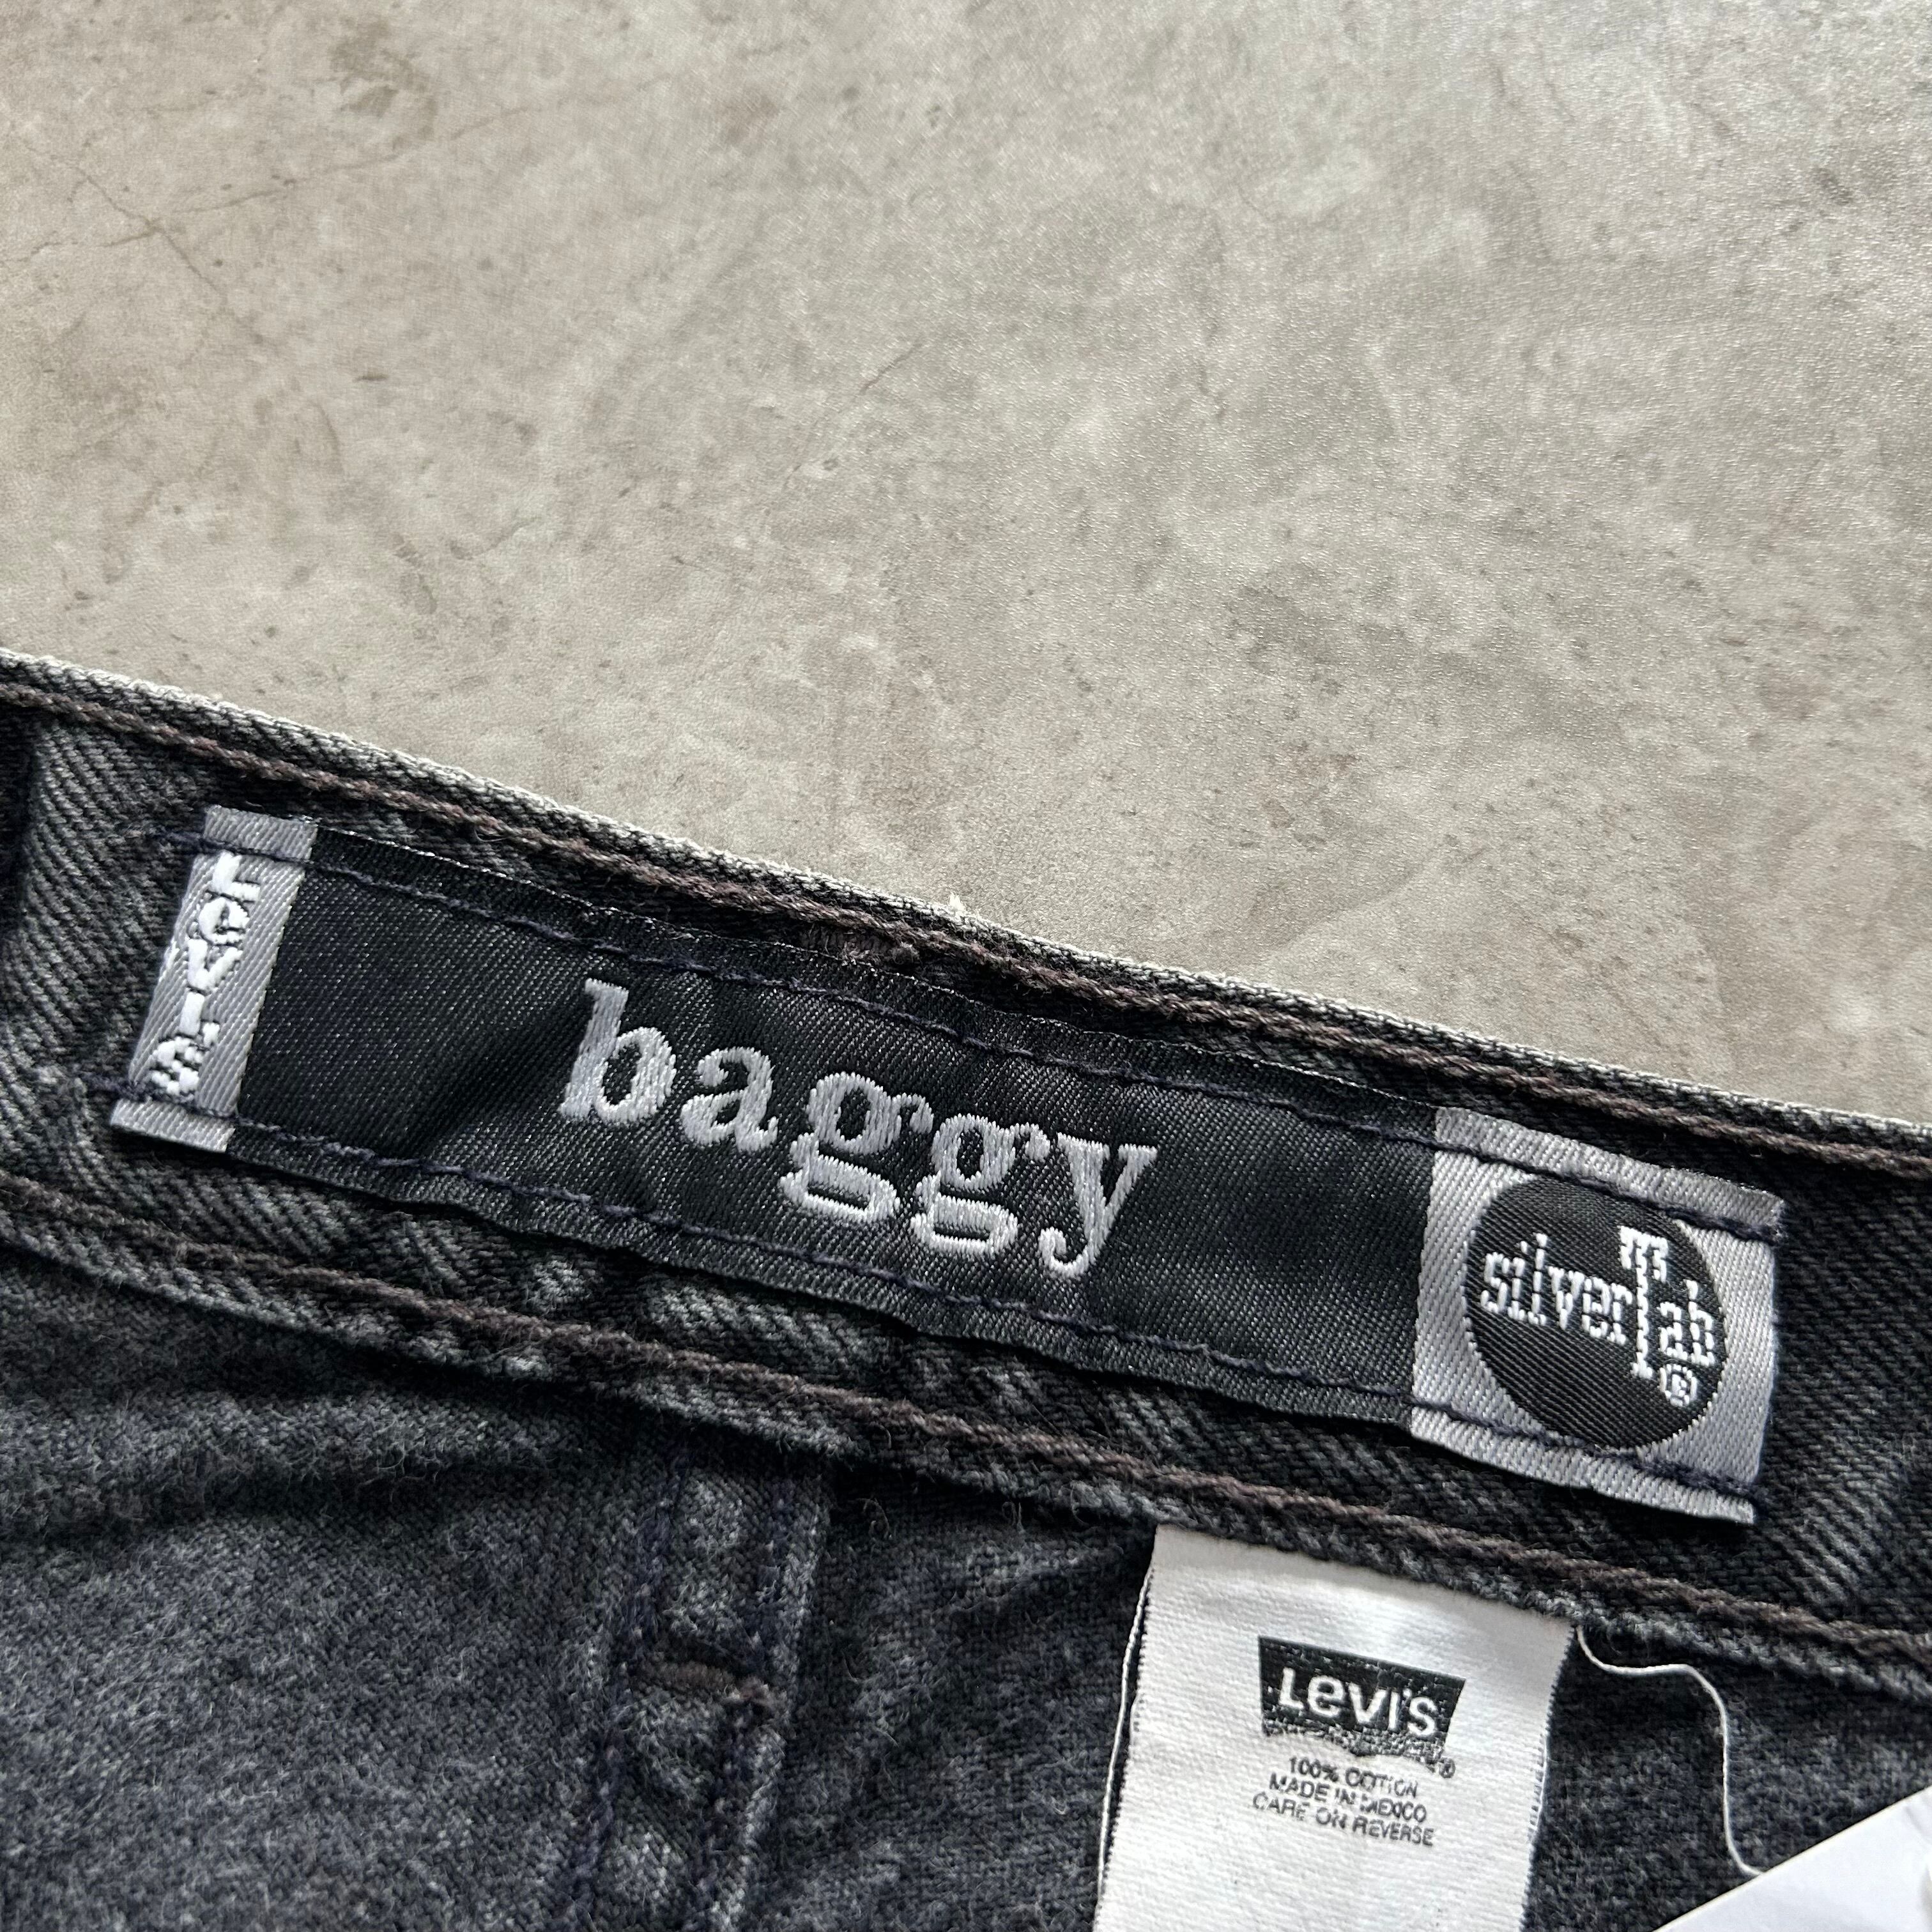 LEVI'S
baggy
silverTab®
LEVI'S®
100% COTTON
MADE IN MEXICO
CARE ON REVERSE